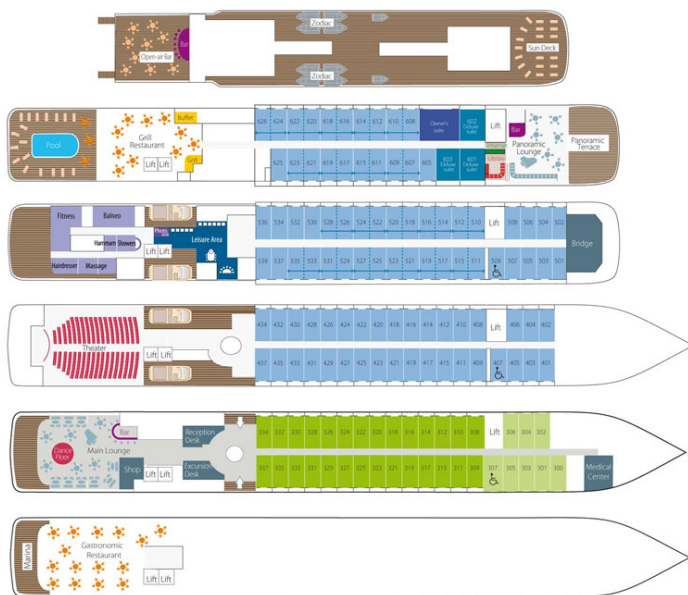 Open-air Bar
Bar
Zodiac
Zodiac
Sun Deck
Pool
Grill
Restaurant
Lift Lift
Buffet
Grill
626 624 622 620 618 616 614 612 610 608
Owner's
suite
602
Deluxe
suite
Lift
625 623 621 619 617 615 611 609 607 605
603
Deluxe
suite
601
Deluxe
suite
Library
Bar
Panoramic
Lounge
Panoramic
Terrace
Fitness
Balneo
Hammam Showers
Hairdresser Massage
Photo
Lift Lift
Leisure Area
536 534 532 530 528 526 524 522 520 518 516 514 512 510 Lift 508 506 504 502
539 337 535 533 531 529 527 525 523 521 519 517 515 511 509 507 505 503 501
Bridge
Theater
Lift Lift
434 432 430 428 426 424 422 420 418 416 414 412 410 408 Lift 406 404 402
437 435 433 431 429 427 425 423 421 419 417 415 411 409 407 405 403 401
Dance
Floor
Main Lounge
Bar
Shop
Lift Lift
Reception
Desk
Excursion
Desk
334 332 330 328 326 324 322 320 318 316 314 312 310 308 Lift 306 304 302
337 335 333 331 329 327 325 323 321 319 317 315 311 309 307 305 303 301 300
Medical
Center
Marina
Gastronomic
Restaurant
Lift Lift